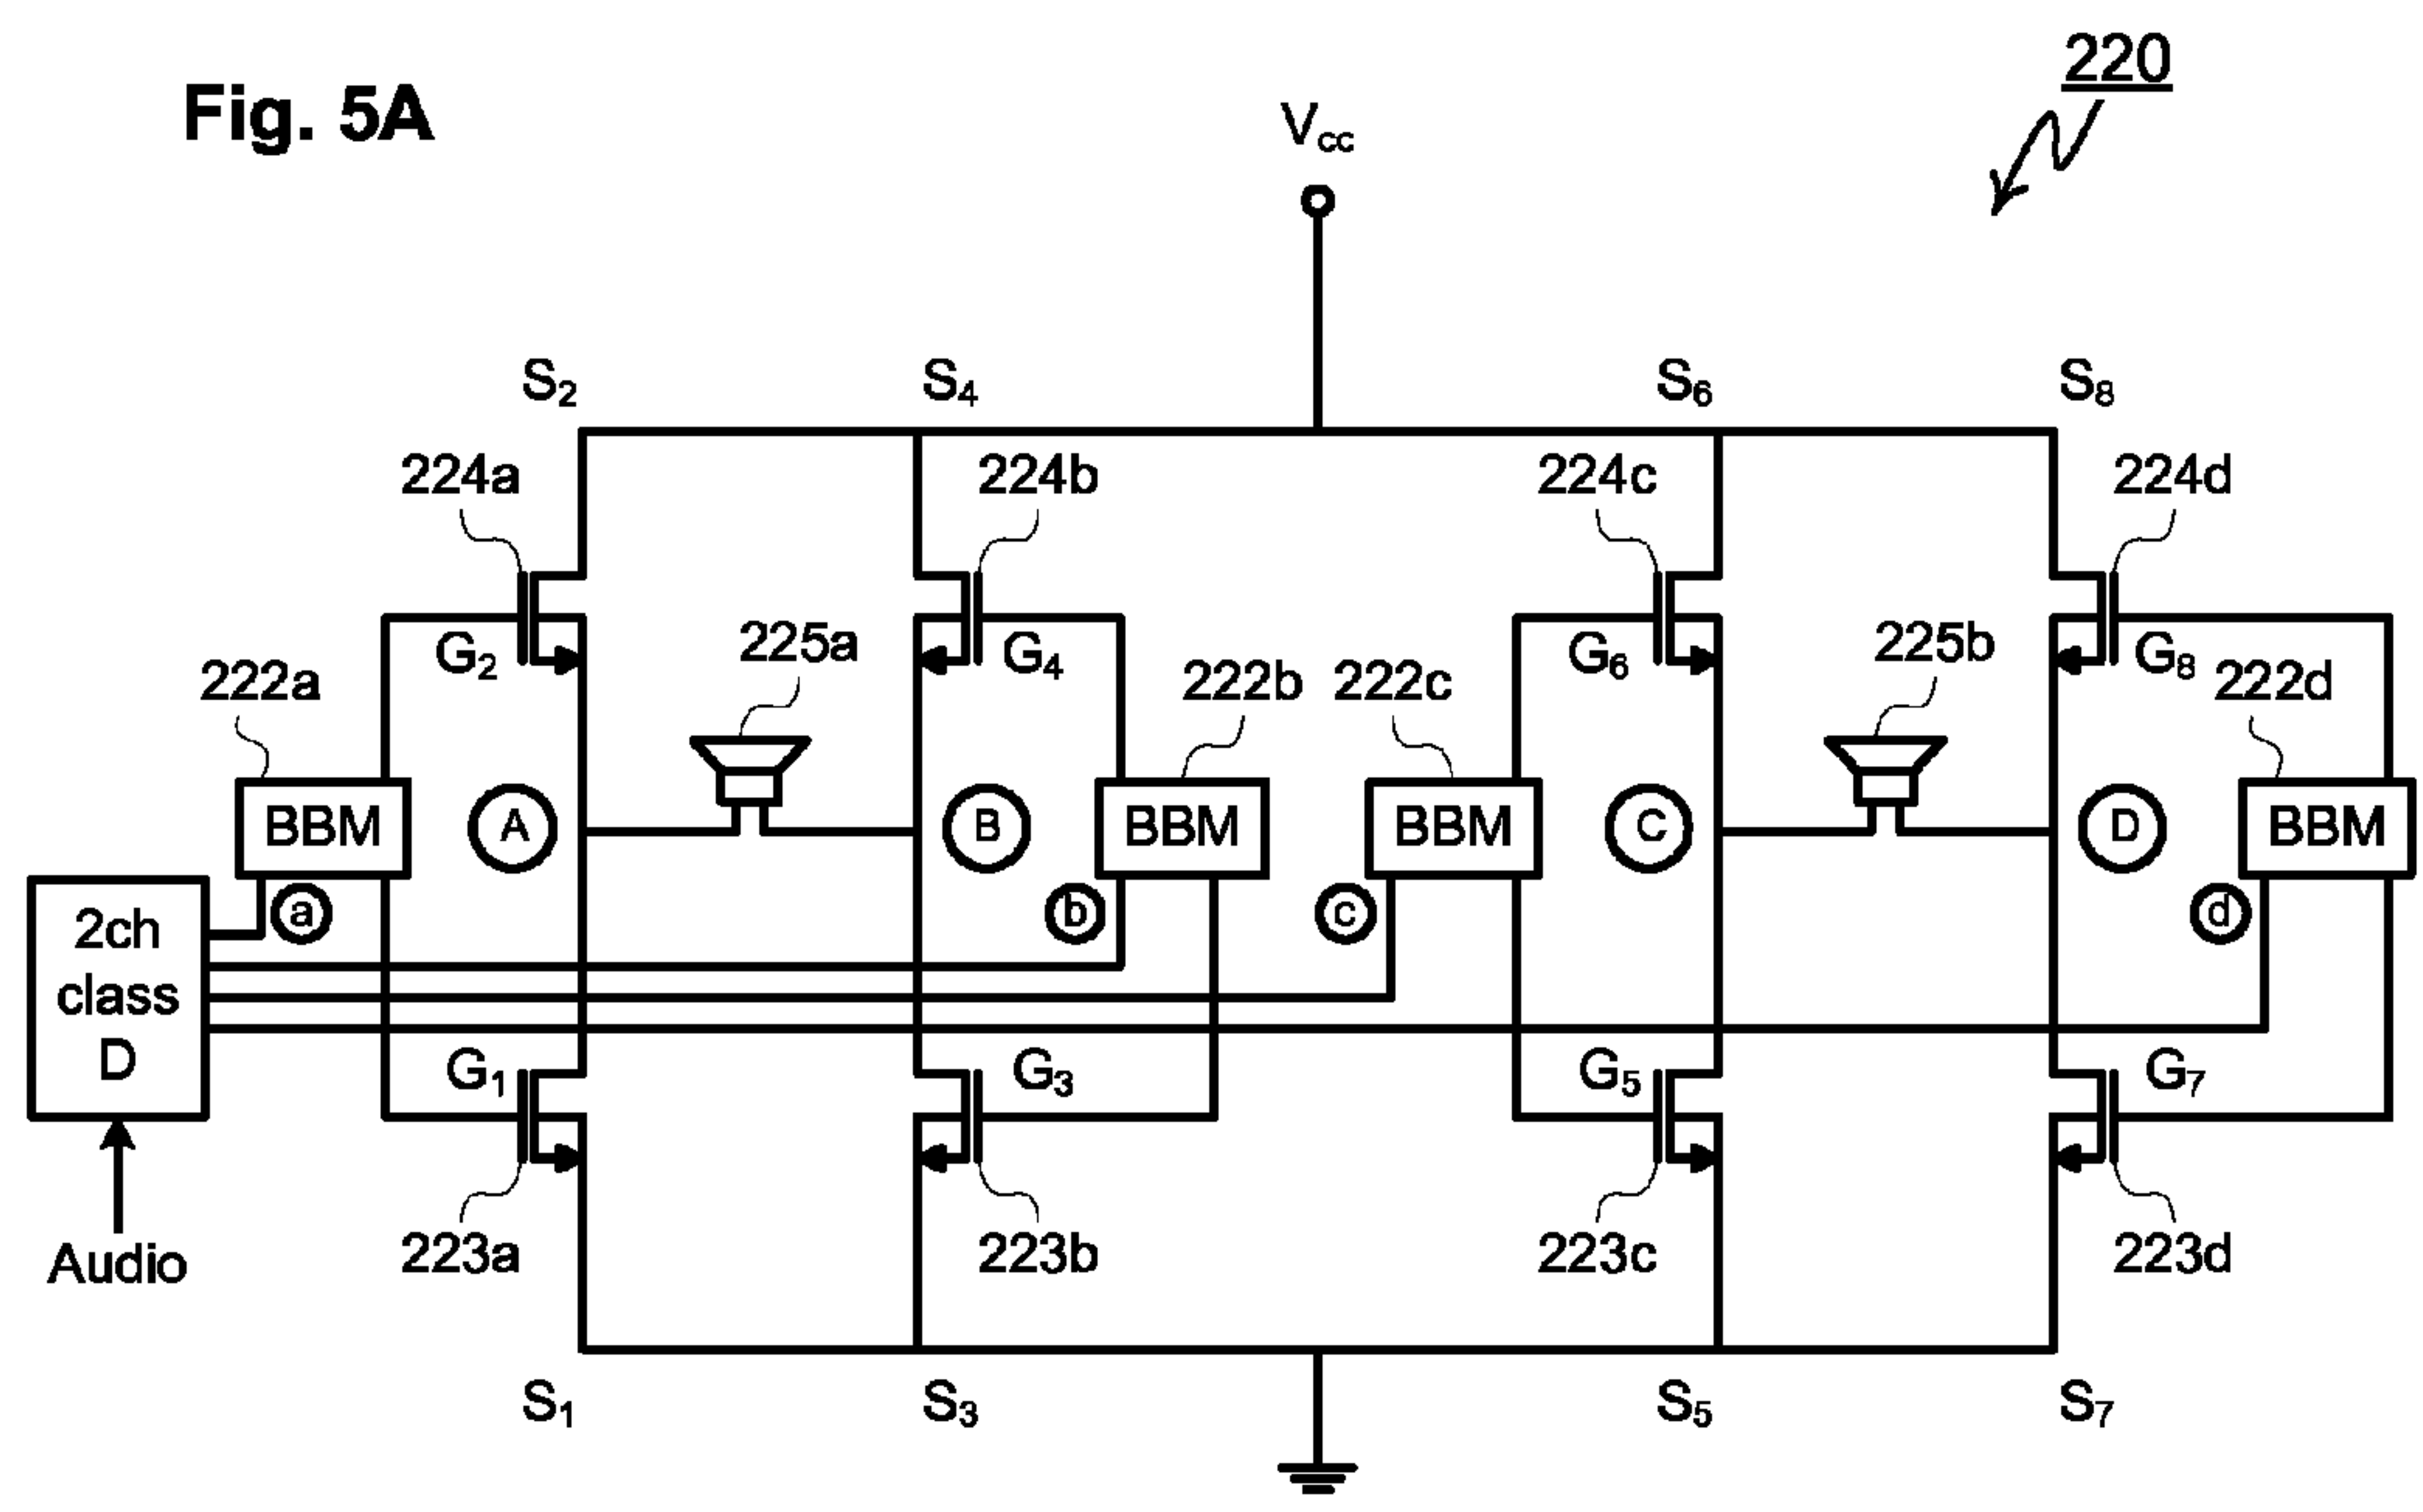 Fig. 5A
220
Vcc
S2
S4
S6
S8
224a
224b
224c
224d
G2
G4
G6
G8
222a
225a
222b
222c
225b
222d
BBM
A
B
BBM
BBM
C
D
BBM
a
b
c
d
2ch
class
D
G1
G3
G5
G7
Audio
223a
223b
223c
223d
S1
S3
S5
S7